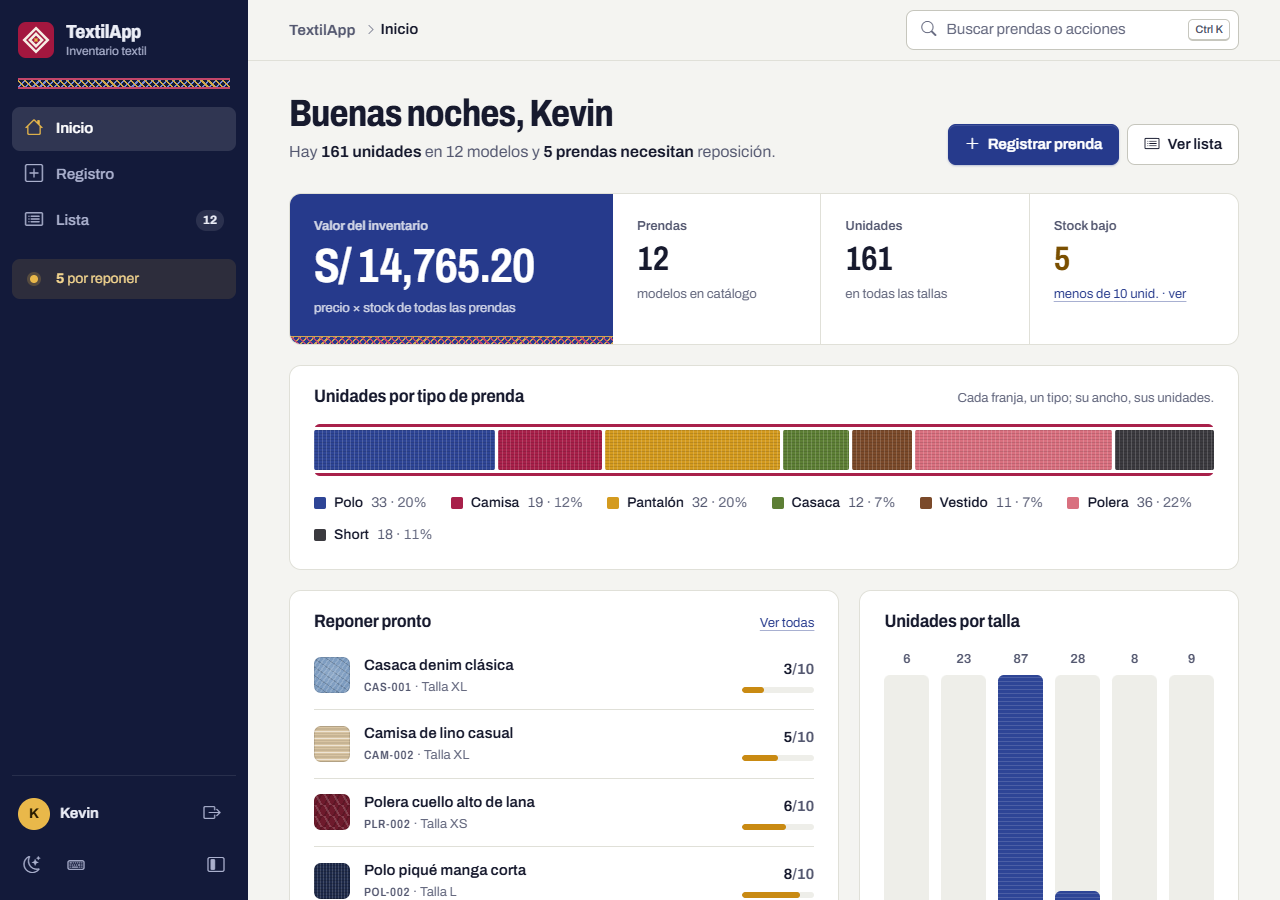 TextilApp
Inventario textil
Inicio
Registro
Lista 12
5 por reponer
K Kevin
TextilApp > Inicio
Buscar prendas o acciones Ctrl K
Buenas noches, Kevin
Hay 161 unidades en 12 modelos y 5 prendas necesitan reposición.
Registrar prenda
Ver lista
Valor del inventario
S/ 14,765.20
precio × stock de todas las prendas
Prendas
12
modelos en catálogo
Unidades
161
en todas las tallas
Stock bajo
5
menos de 10 unid. · ver
Unidades por tipo de prenda
Cada franja, un tipo; su ancho, sus unidades.
Polo 33 · 20% Camisa 19 · 12% Pantalón 32 · 20% Casaca 12 · 7% Vestido 11 · 7% Polera 36 · 22%
Short 18 · 11%
Reponer pronto
Ver todas
Casaca denim clásica 3/10
CAS-001 · Talla XL
Camisa de lino casual 5/10
CAM-002 · Talla XL
Polera cuello alto de lana 6/10
PLR-002 · Talla XS
Polo piqué manga corta 8/10
POL-002 · Talla L
Unidades por talla
6 23 87 28 8 9